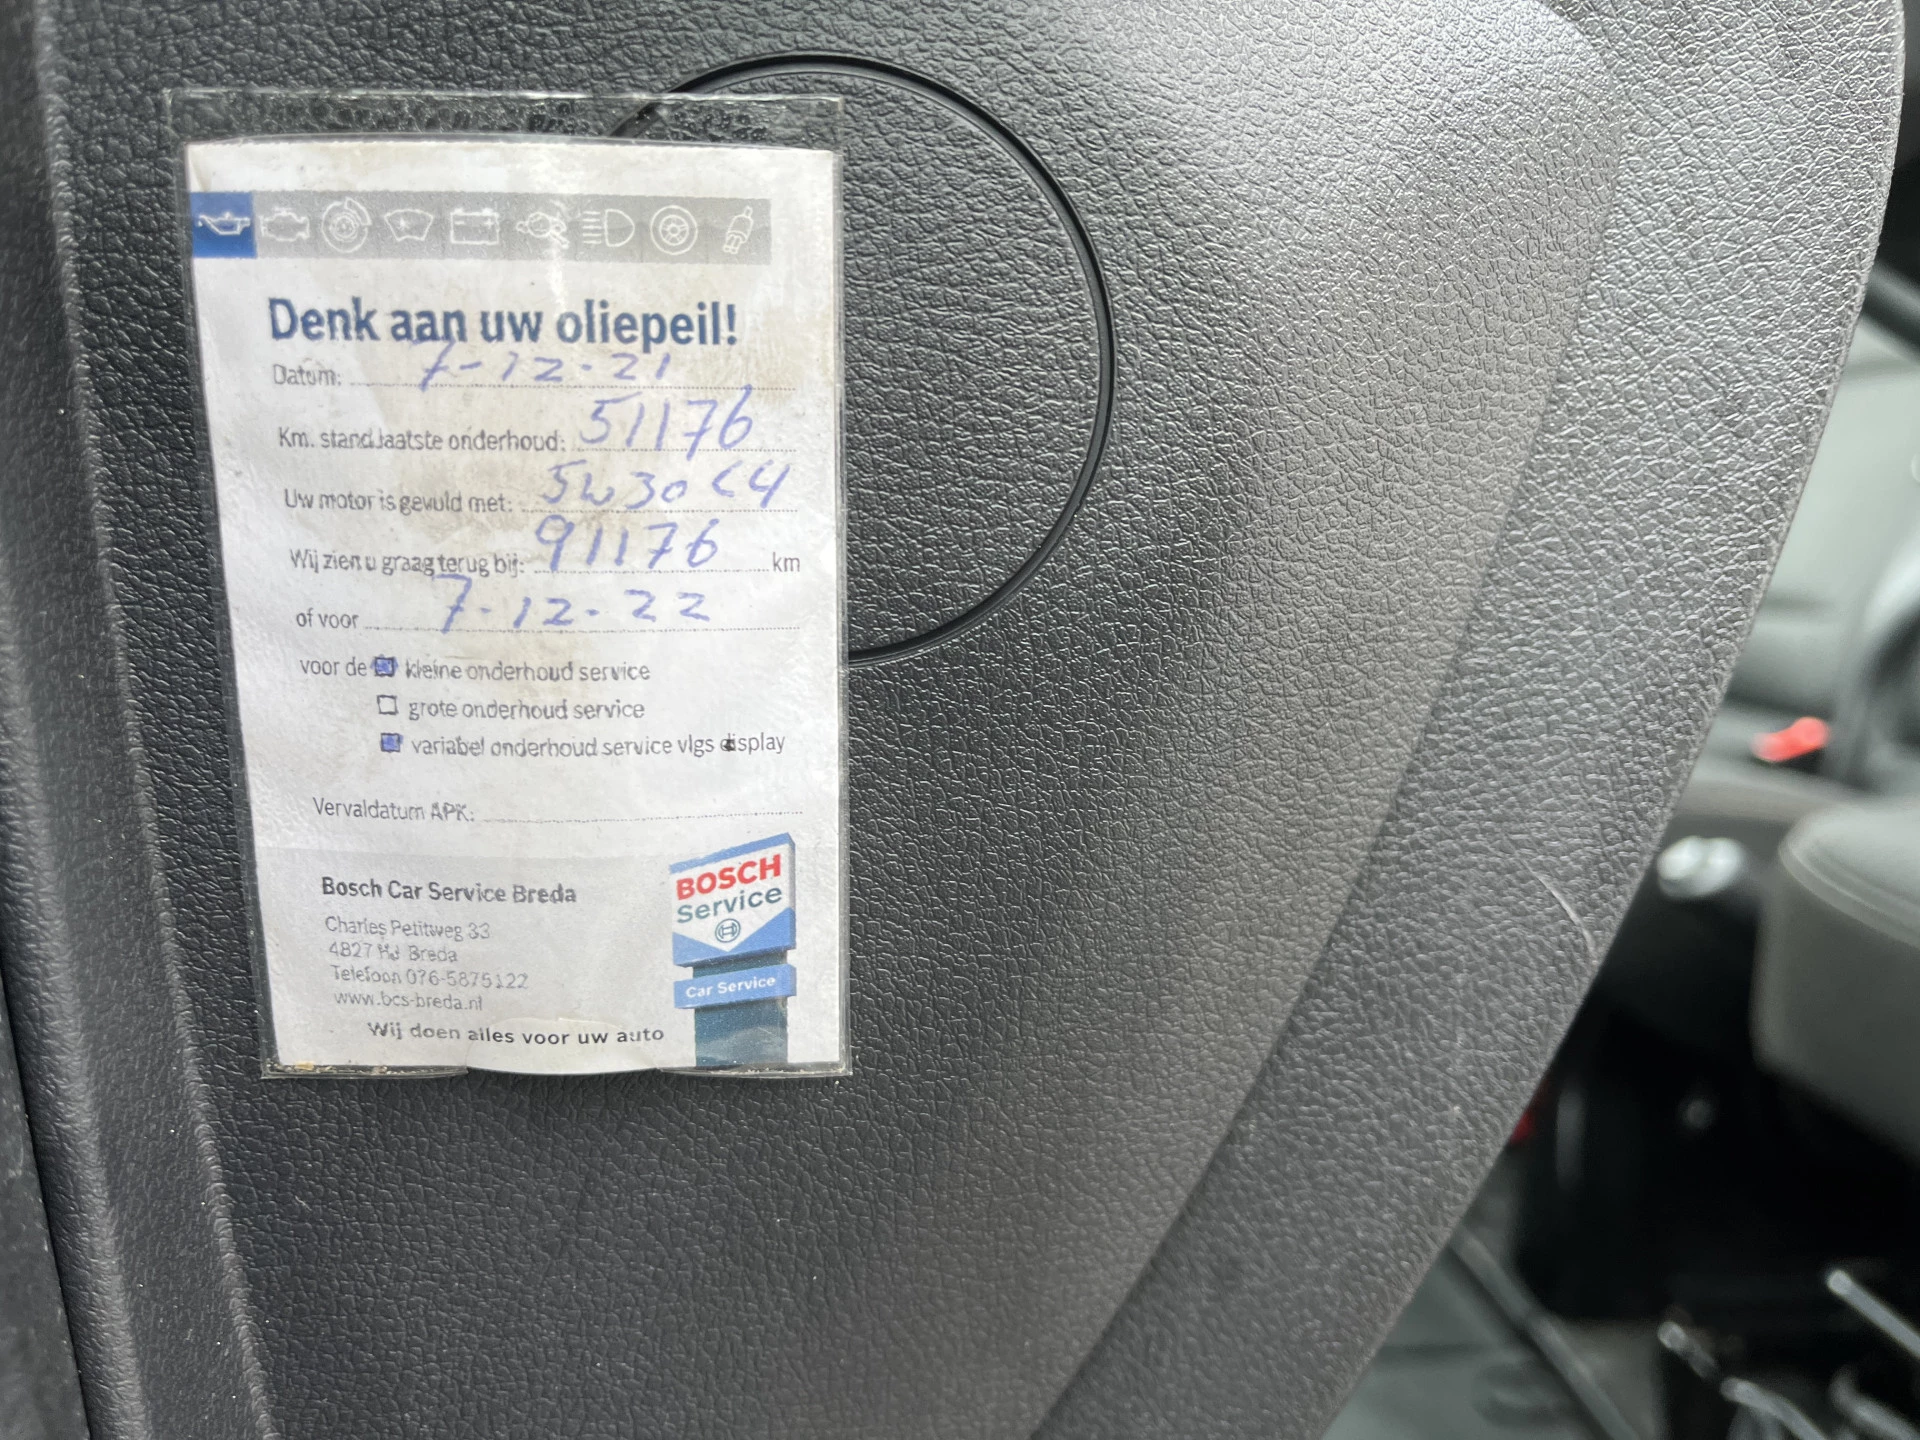 Denk aan uw oliepeil!
Datum: 7-12-21
Km. stand laatste onderhoud: 51176
Uw motor is gevuld met: 5w30 C4
Wij zien u graag terug bij: 91176 km
of voor 7-12-22
voor de kleine onderhoud service
grote onderhoud service
variabel onderhoud service vlgs display
Vervaldatum APK:
Bosch Car Service Breda
Charles Petitweg 33
4827 HJ Breda
Telefoon 076-5875122
www.bcs-breda.nl
Wij doen alles voor uw auto
BOSCH
Service
Car Service